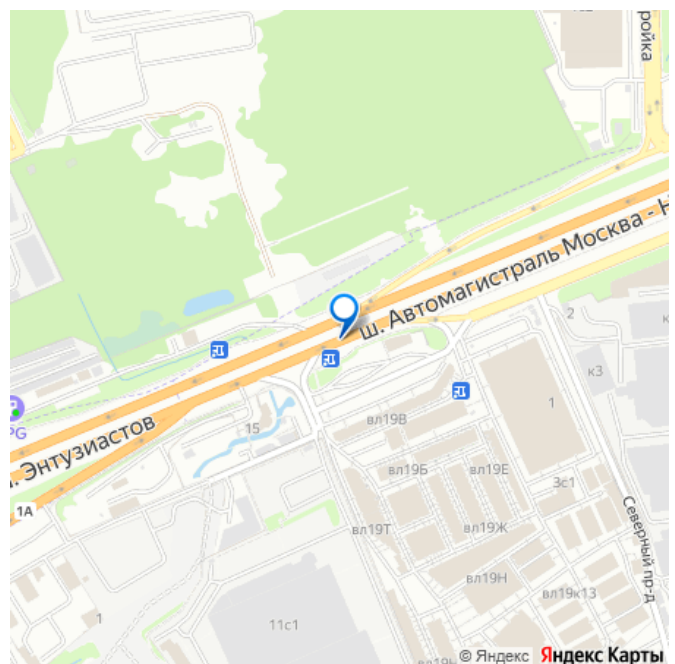 ройка
ш. Автомагистраль Москва - Н
2
к3
1
PG
. Энтузиастов
15
вл19В
вл19Б
вл19Е
3с1
1А
вл19Т
вл19Ж
Северный пр-д
вл19Н
вл19к13
1
11с1
© Яндекс Яндекс Карты